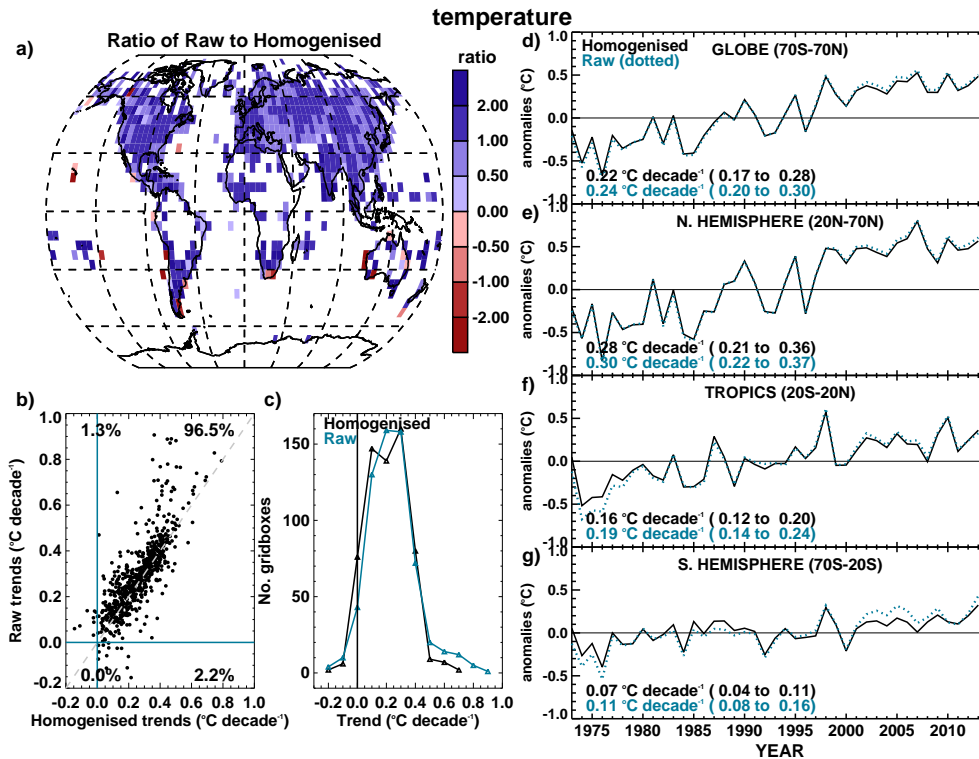 temperature
a)
Ratio of Raw to Homogenised
ratio
2.00
1.00
0.50
0.00
-0.50
-1.00
-2.00
b)
1.0
0.8
0.6
0.4
0.2
0.0
-0.2
Raw trends (°C decade⁻¹)
1.3%
96.5%
0.0%
2.2%
-0.2 0.0 0.2 0.4 0.6 0.8 1.0
Homogenised trends (°C decade⁻¹)
c)
Homogenised
Raw
150
100
50
0
No. gridboxes
-0.2 0.0 0.2 0.4 0.6 0.8 1.0
Trend (°C decade⁻¹)
d)
Homogenised
Raw (dotted)
GLOBE (70S-70N)
1.0
0.5
0.0
-0.5
-1.0
anomalies (°C)
0.22 °C decade⁻¹ ( 0.17 to 0.28)
0.24 °C decade⁻¹ ( 0.20 to 0.30)
e)
N. HEMISPHERE (20N-70N)
0.5
0.0
-0.5
-1.0
anomalies (°C)
0.28 °C decade⁻¹ ( 0.21 to 0.36)
0.30 °C decade⁻¹ ( 0.22 to 0.37)
f)
TROPICS (20S-20N)
0.5
0.0
-0.5
-1.0
anomalies (°C)
0.16 °C decade⁻¹ ( 0.12 to 0.20)
0.19 °C decade⁻¹ ( 0.14 to 0.24)
g)
S. HEMISPHERE (70S-20S)
0.5
0.0
-0.5
-1.0
anomalies (°C)
0.07 °C decade⁻¹ ( 0.04 to 0.11)
0.11 °C decade⁻¹ ( 0.08 to 0.16)
1975 1980 1985 1990 1995 2000 2005 2010
YEAR